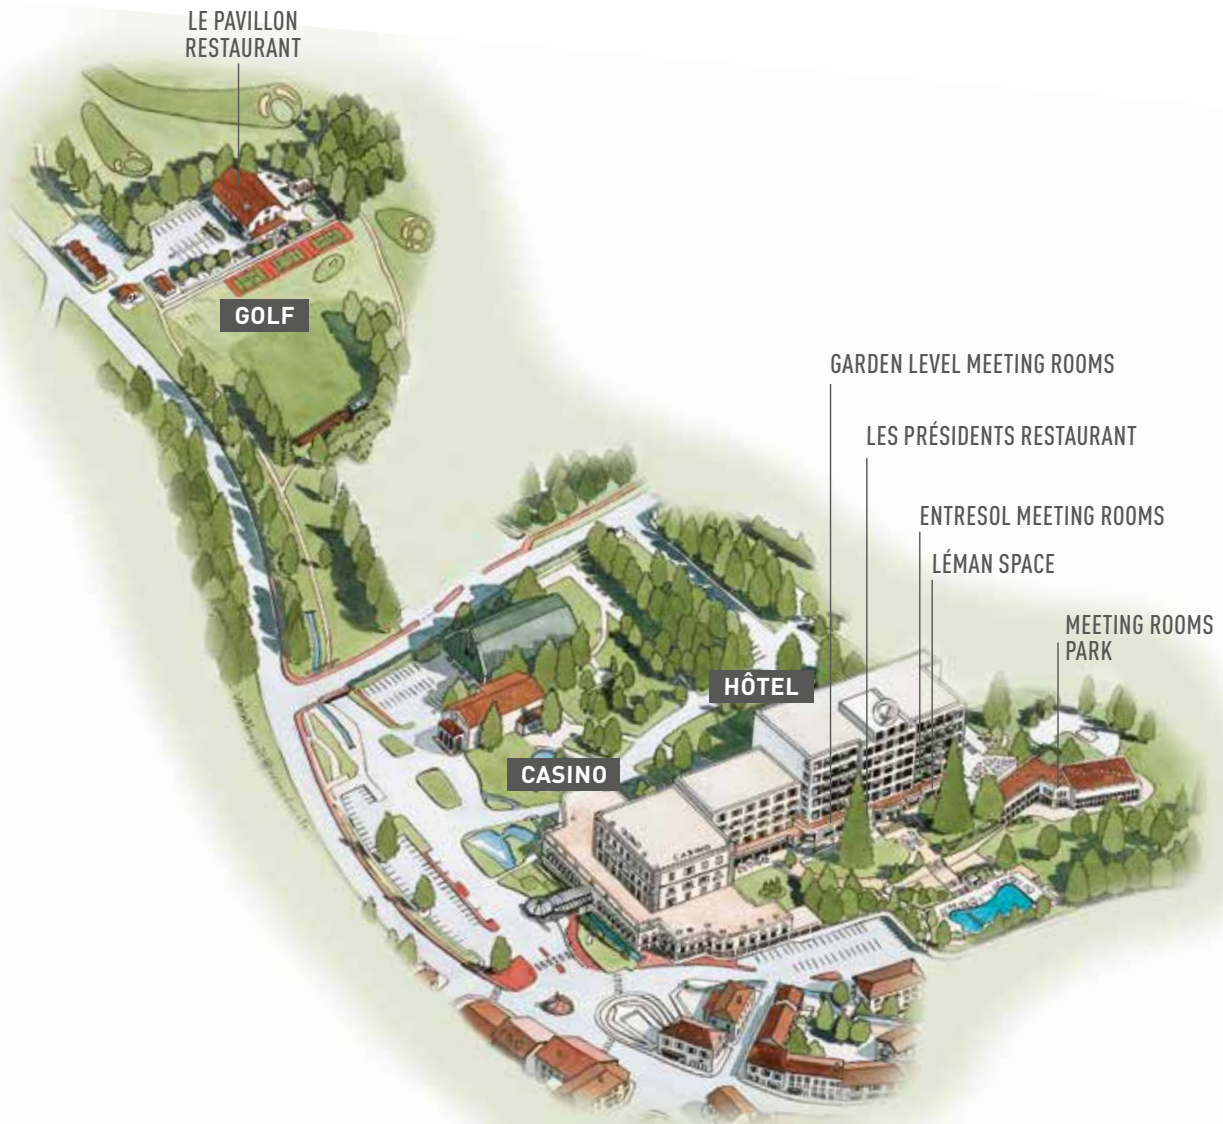 LE PAVILLON
RESTAURANT
GOLF
GARDEN LEVEL MEETING ROOMS
LES PRÉSIDENTS RESTAURANT
ENTRESOL MEETING ROOMS
LÉMAN SPACE
MEETING ROOMS
PARK
HÔTEL
CASINO
CASINO